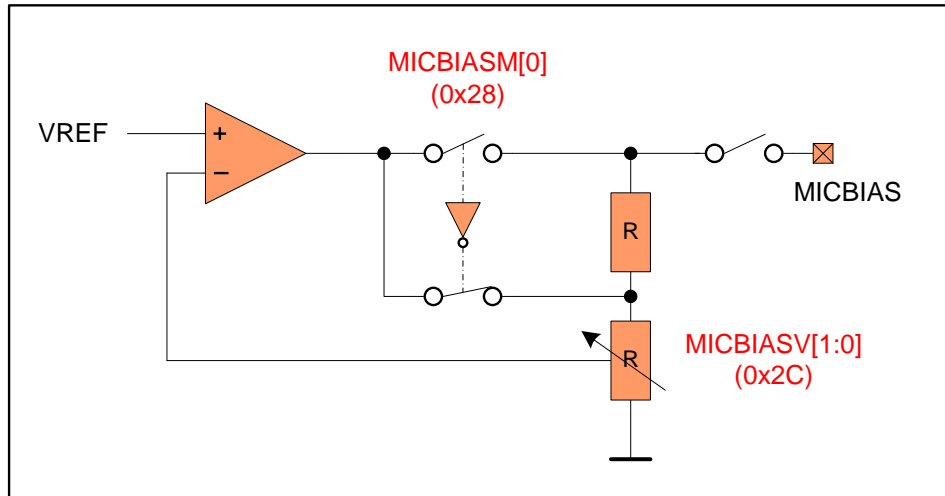 MICBIASM[0]
(0x28)
VREF
+
−
MICBIAS
R
R
MICBIASV[1:0]
(0x2C)